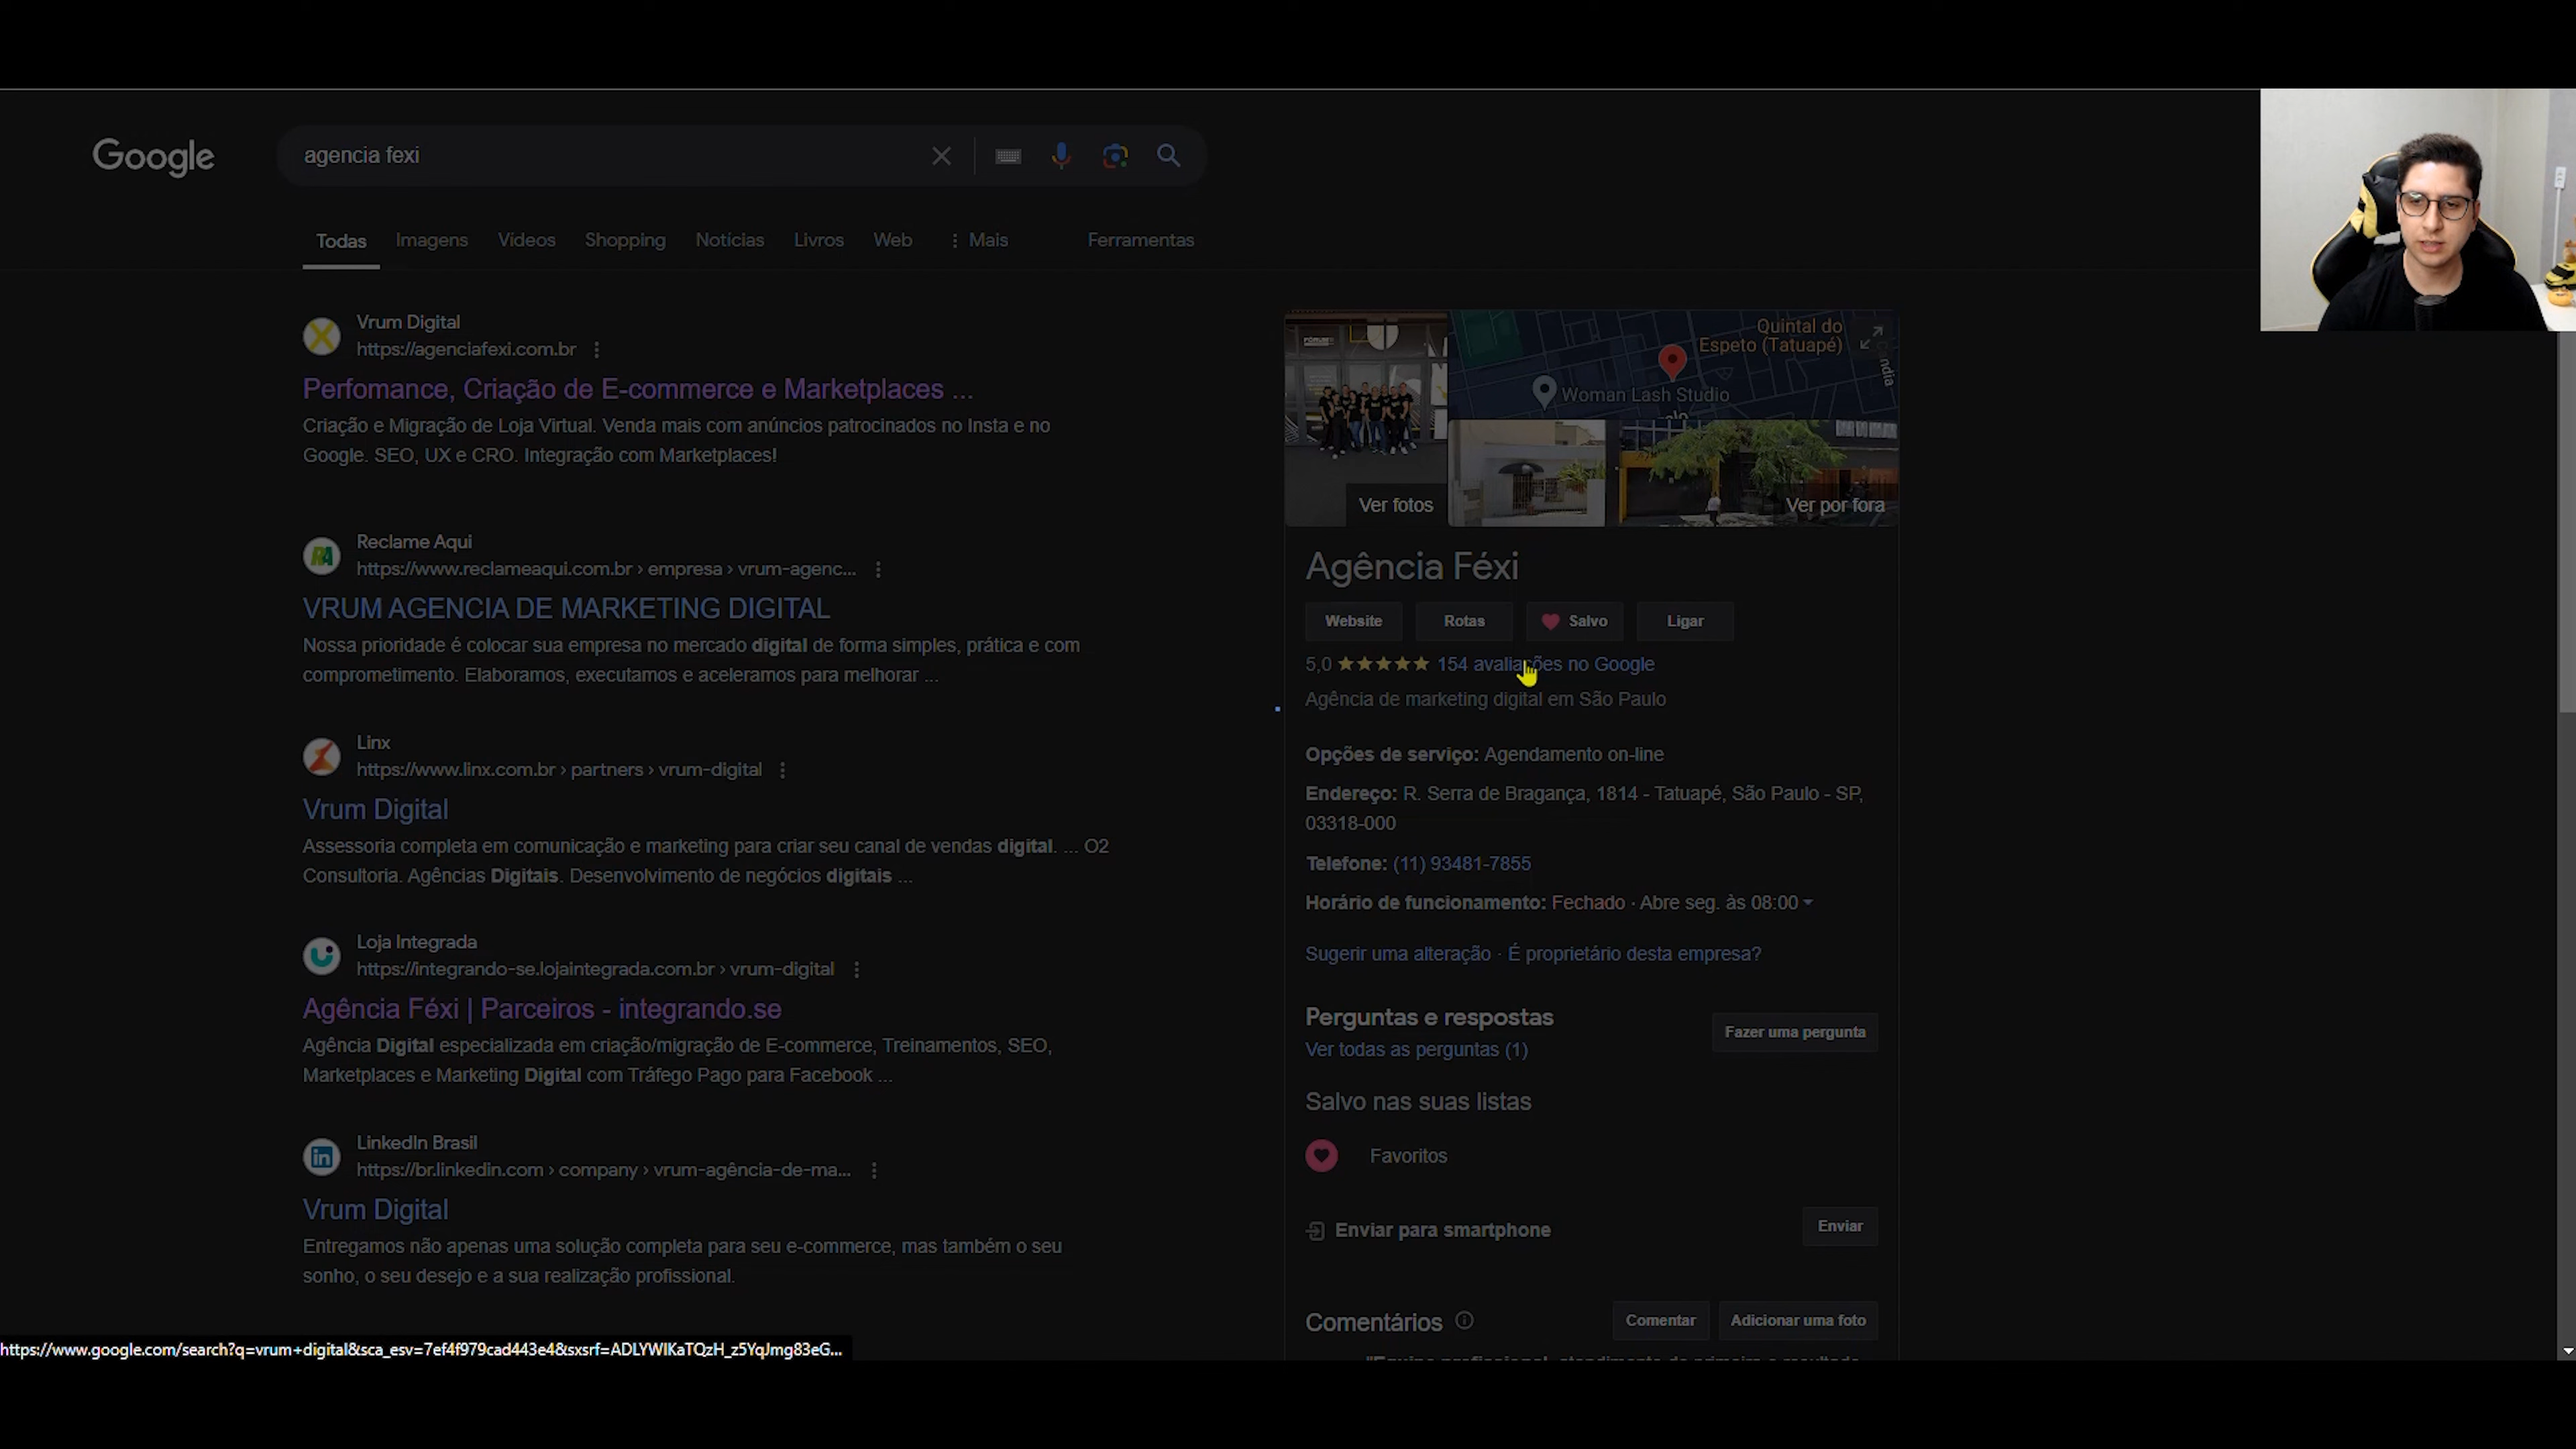 Google
agencia fexi
Todas
Imagens
Videos
Shopping
Notícias
Livros
Web
Mais
Ferramentas
Vrum Digital
https://agenciafexi.com.br
Perfomance, Criação de E-commerce e Marketplaces ...
Criação e Migração de Loja Virtual. Venda mais com anúncios patrocinados no Insta e no
Google. SEO, UX e CRO. Integração com Marketplaces!
Reclame Aqui
https://www.reclameaqui.com.br › empresa › vrum-agenc...
VRUM AGENCIA DE MARKETING DIGITAL
Nossa prioridade é colocar sua empresa no mercado digital de forma simples, prática e com
comprometimento. Elaboramos, executamos e aceleramos para melhorar ...
Linx
https://www.linx.com.br › partners › vrum-digital
Vrum Digital
Assessoria completa em comunicação e marketing para criar seu canal de vendas digital. ... O2
Consultoria. Agências Digitais. Desenvolvimento de negócios digitais ...
Loja Integrada
https://integrando-se.lojaintegrada.com.br › vrum-digital
Agência Féxi | Parceiros - integrando.se
Agência Digital especializada em criação/migração de E-commerce, Treinamentos, SEO,
Marketplaces e Marketing Digital com Tráfego Pago para Facebook ...
LinkedIn Brasil
https://br.linkedin.com › company › vrum-agência-de-ma...
Vrum Digital
Entregamos não apenas uma solução completa para seu e-commerce, mas também o seu
sonho, o seu desejo e a sua realização profissional.
https://www.google.com/search?q=vrum+digital&sca_esv=7ef4f979cad443e4&sxsrf=ADLYWIKaTQzH_z5YqJmg83eG...
Quintal do
Espeto (Tatuapé)
Woman Lash Studio
Ver fotos
Ver por fora
Agência Féxi
Website
Rotas
Salvo
Ligar
5,0 ★★★★★ 154 avaliações no Google
Agência de marketing digital em São Paulo
Opções de serviço: Agendamento on-line
Endereço: R. Serra de Bragança, 1814 - Tatuapé, São Paulo - SP,
03318-000
Telefone: (11) 93481-7855
Horário de funcionamento: Fechado · Abre seg. às 08:00
Sugerir uma alteração · É proprietário desta empresa?
Perguntas e respostas
Fazer uma pergunta
Ver todas as perguntas (1)
Salvo nas suas listas
Favoritos
Enviar para smartphone
Enviar
Comentários
Comentar
Adicionar uma foto